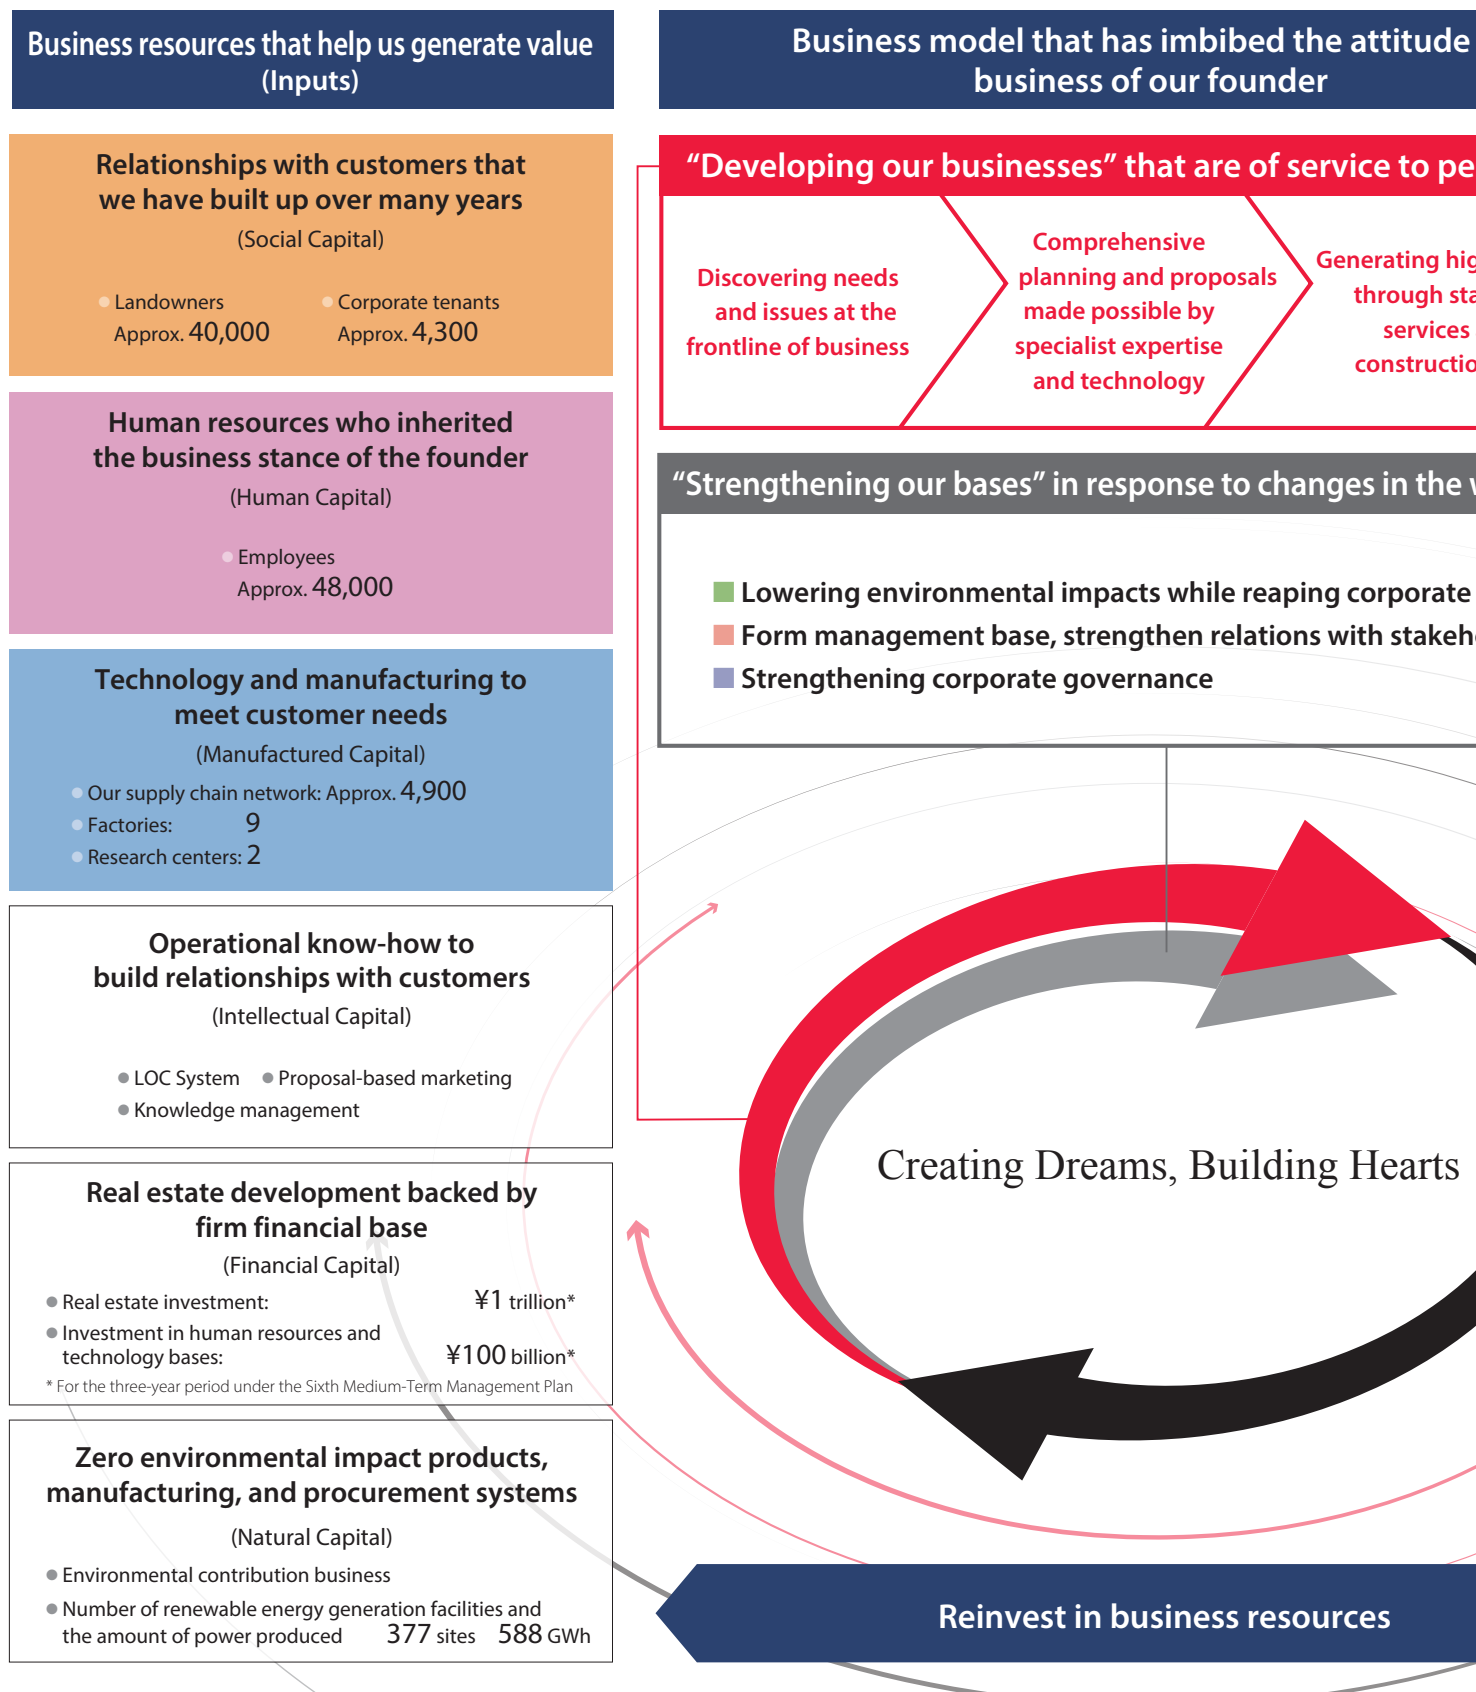 Business resources that help us generate value
(Inputs)
Relationships with customers that
we have built up over many years
(Social Capital)
● Landowners
Approx. 40,000
● Corporate tenants
Approx. 4,300
Human resources who inherited
the business stance of the founder
(Human Capital)
● Employees
Approx. 48,000
Technology and manufacturing to
meet customer needs
(Manufactured Capital)
● Our supply chain network: Approx. 4,900
● Factories: 9
● Research centers: 2
Operational know-how to
build relationships with customers
(Intellectual Capital)
● LOC System ● Proposal-based marketing
● Knowledge management
Real estate development backed by
firm financial base
(Financial Capital)
● Real estate investment: ¥1 trillion*
● Investment in human resources and
technology bases: ¥100 billion*
* For the three-year period under the Sixth Medium-Term Management Plan
Zero environmental impact products,
manufacturing, and procurement systems
(Natural Capital)
● Environmental contribution business
● Number of renewable energy generation facilities and
the amount of power produced 377 sites 588 GWh
Business model that has imbibed the attitude
business of our founder
“Developing our businesses” that are of service to
Discovering needs
and issues at the
frontline of business
Comprehensive
planning and proposals
made possible by
specialist expertise
and technology
Generating
through
services
“Strengthening our bases” in response to changes in the
■ Lowering environmental impacts while reaping corporate
■ Form management base, strengthen relations with
■ Strengthening corporate governance
Creating Dreams, Building Hearts
Reinvest in business resources